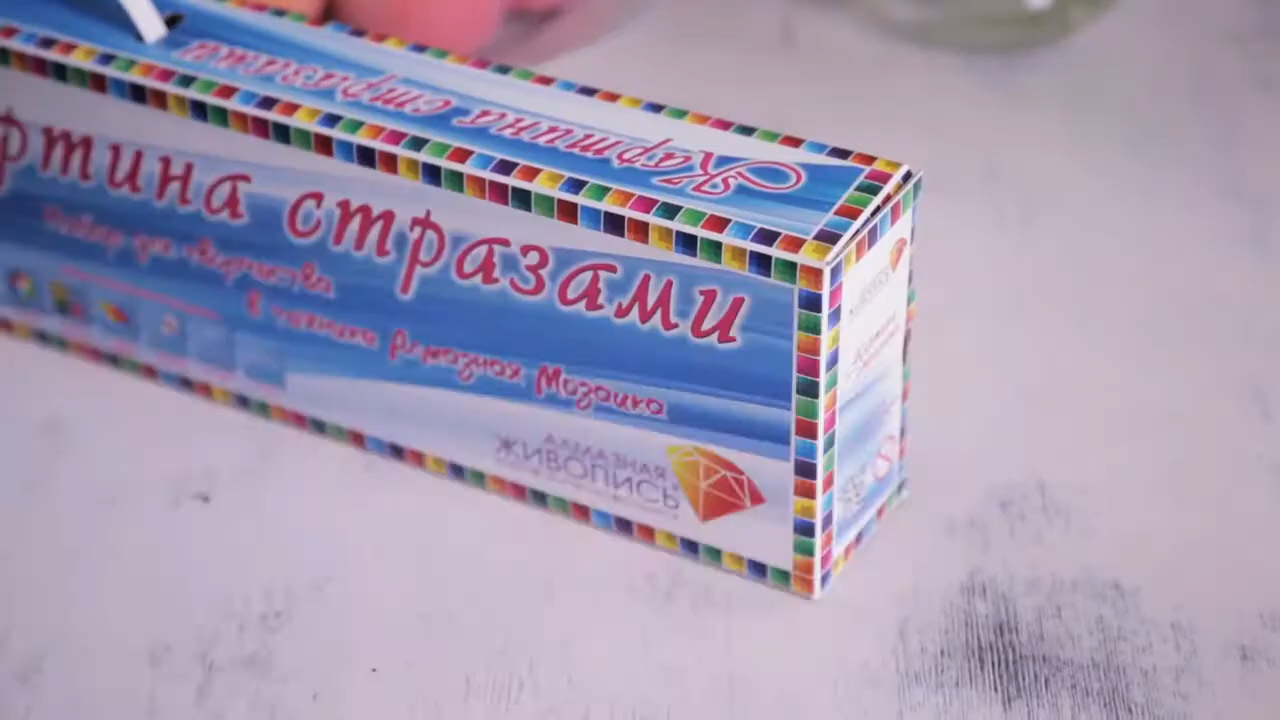 Картина стразами
ртина стразами
Набор для творчества
в технике Алмазная Мозаика
АЛМАЗНАЯ
ЖИВОПИСЬ